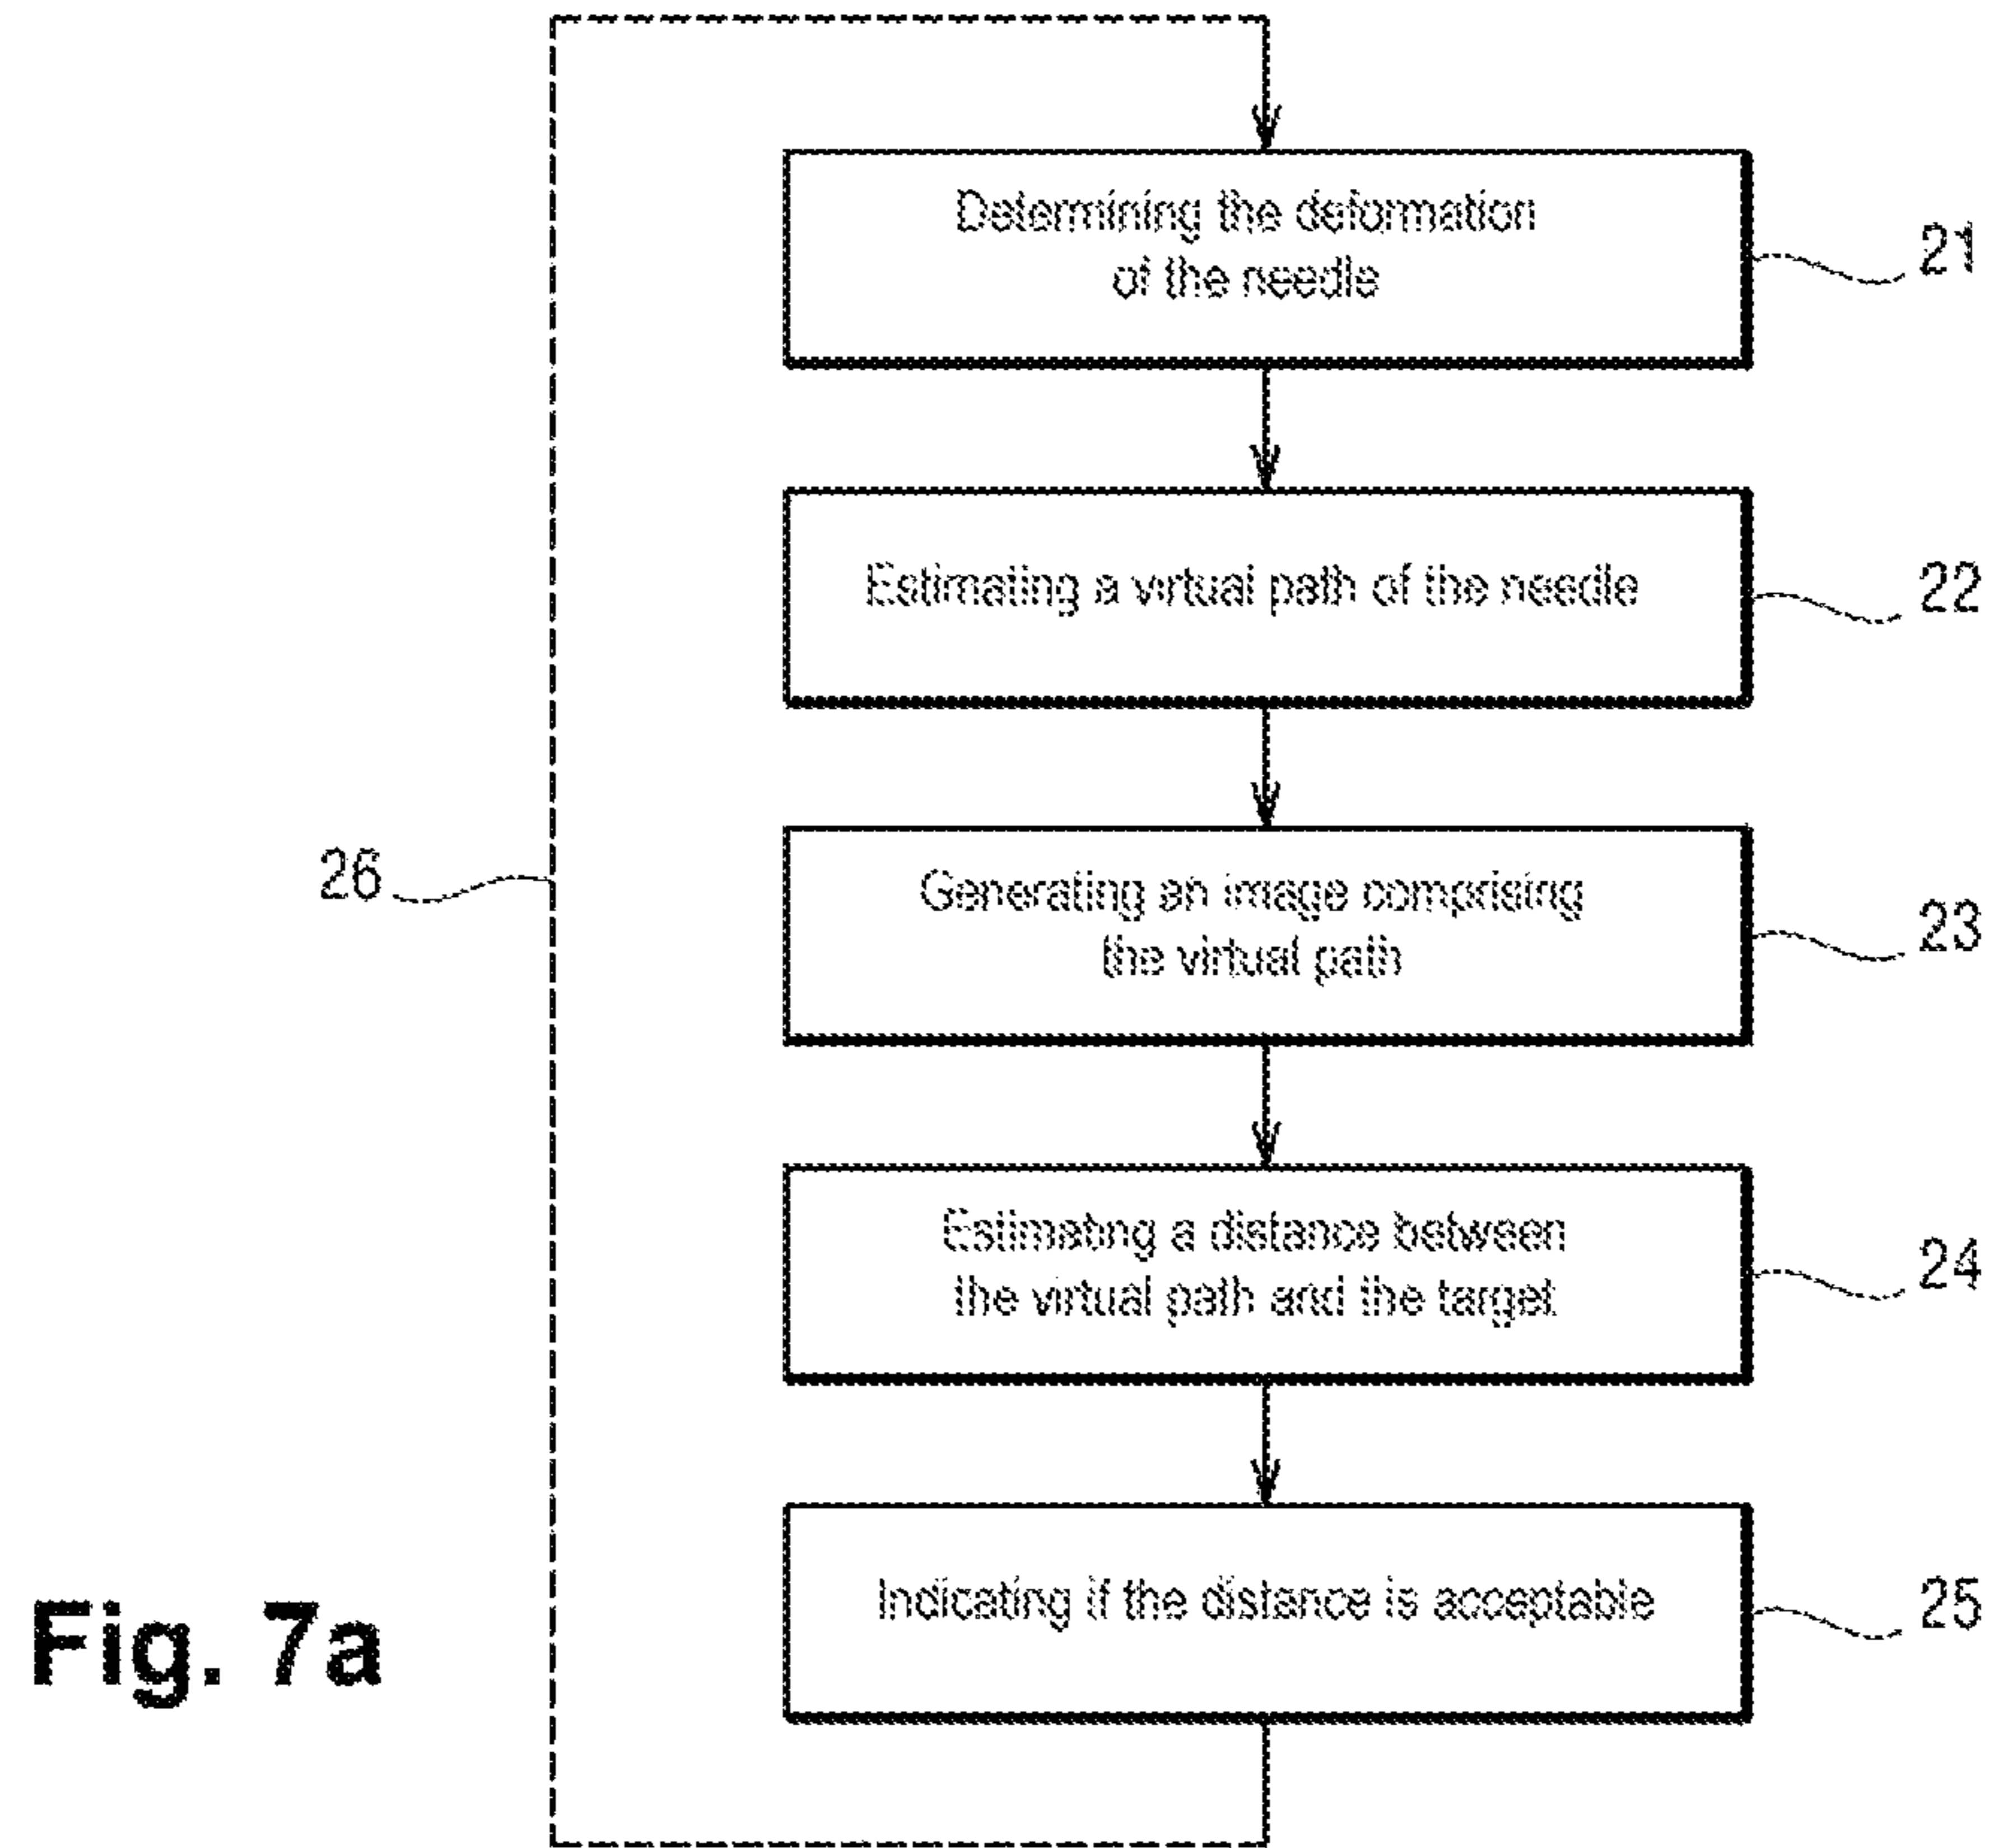 Determining the deformation
of the needle
21
Estimating a virtual path of the needle
22
26
Generating an image comprising
the virtual path
23
Estimating a distance between
the virtual path and the target
24
Indicating if the distance is acceptable
25
Fig. 7a